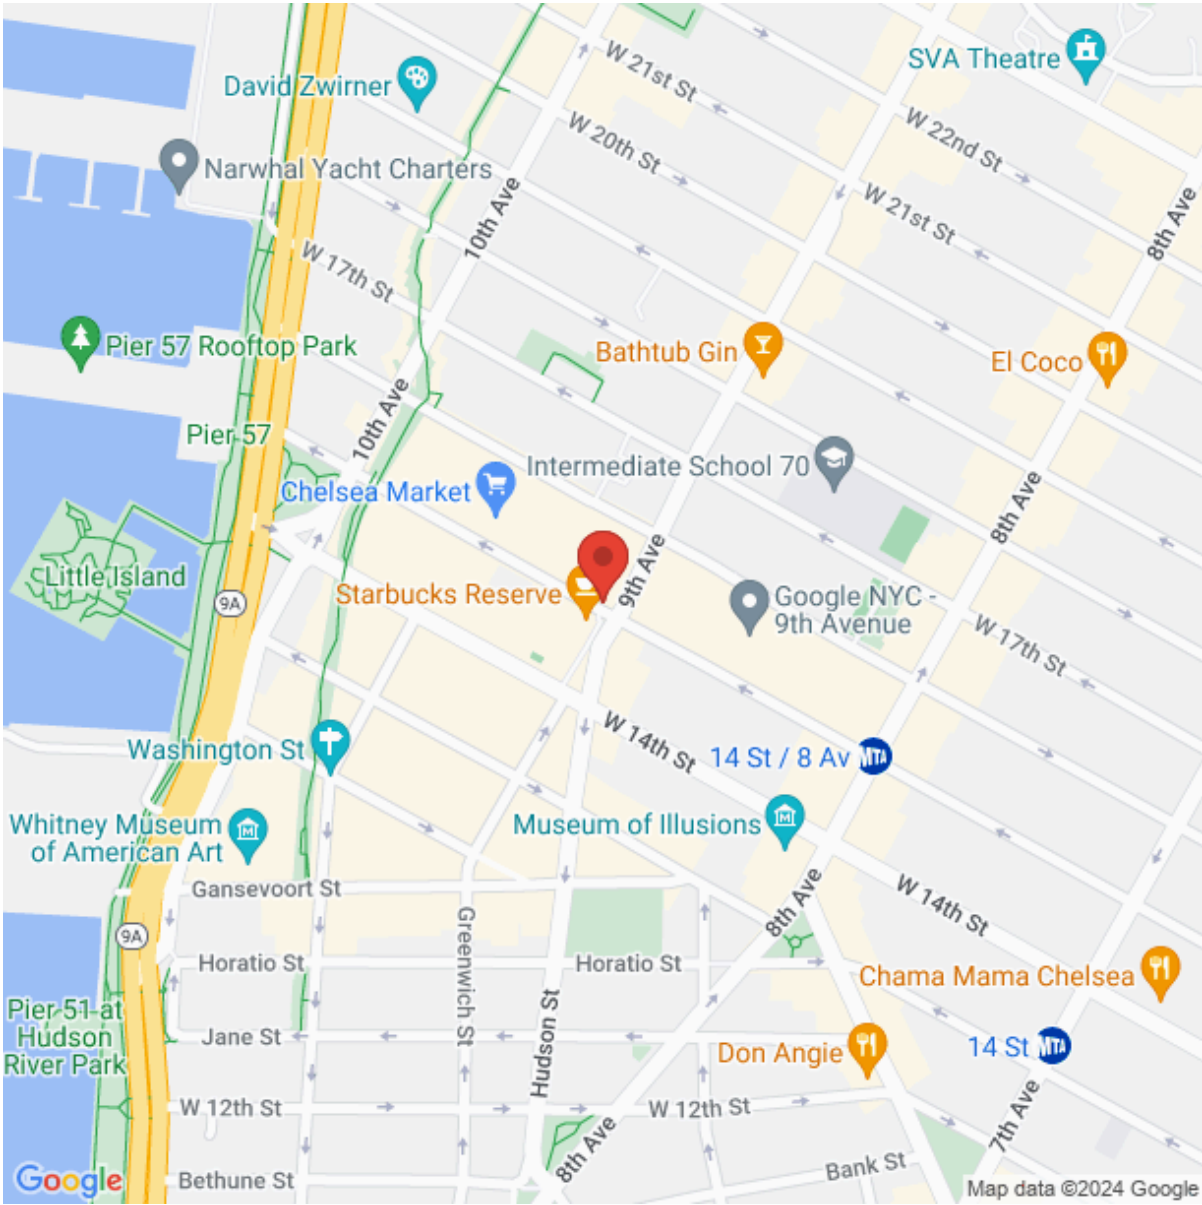 SVA Theatre
W 21st St
David Zwirner
W 22nd St
W 20th St
Narwhal Yacht Charters
W 21st St
8th Ave
10th Ave
W 17th St
Pier 57 Rooftop Park
Bathtub Gin
El Coco
10th Ave
Pier 57
Intermediate School 70
Chelsea Market
8th Ave
Little Island
9A
Starbucks Reserve
9th Ave
Google NYC -
9th Avenue
W 17th St
Washington St
W 14th St
14 St / 8 Av
MTA
Whitney Museum
of American Art
Museum of Illusions
Gansevoort St
8th Ave
W 14th St
9A
Greenwich St
Horatio St
Horatio St
Chama Mama Chelsea
Pier 51 at
Hudson
River Park
Jane St
Hudson St
Don Angie
14 St
MTA
W 12th St
W 12th St
7th Ave
8th Ave
Bank St
Bethune St
Google
Map data ©2024 Google